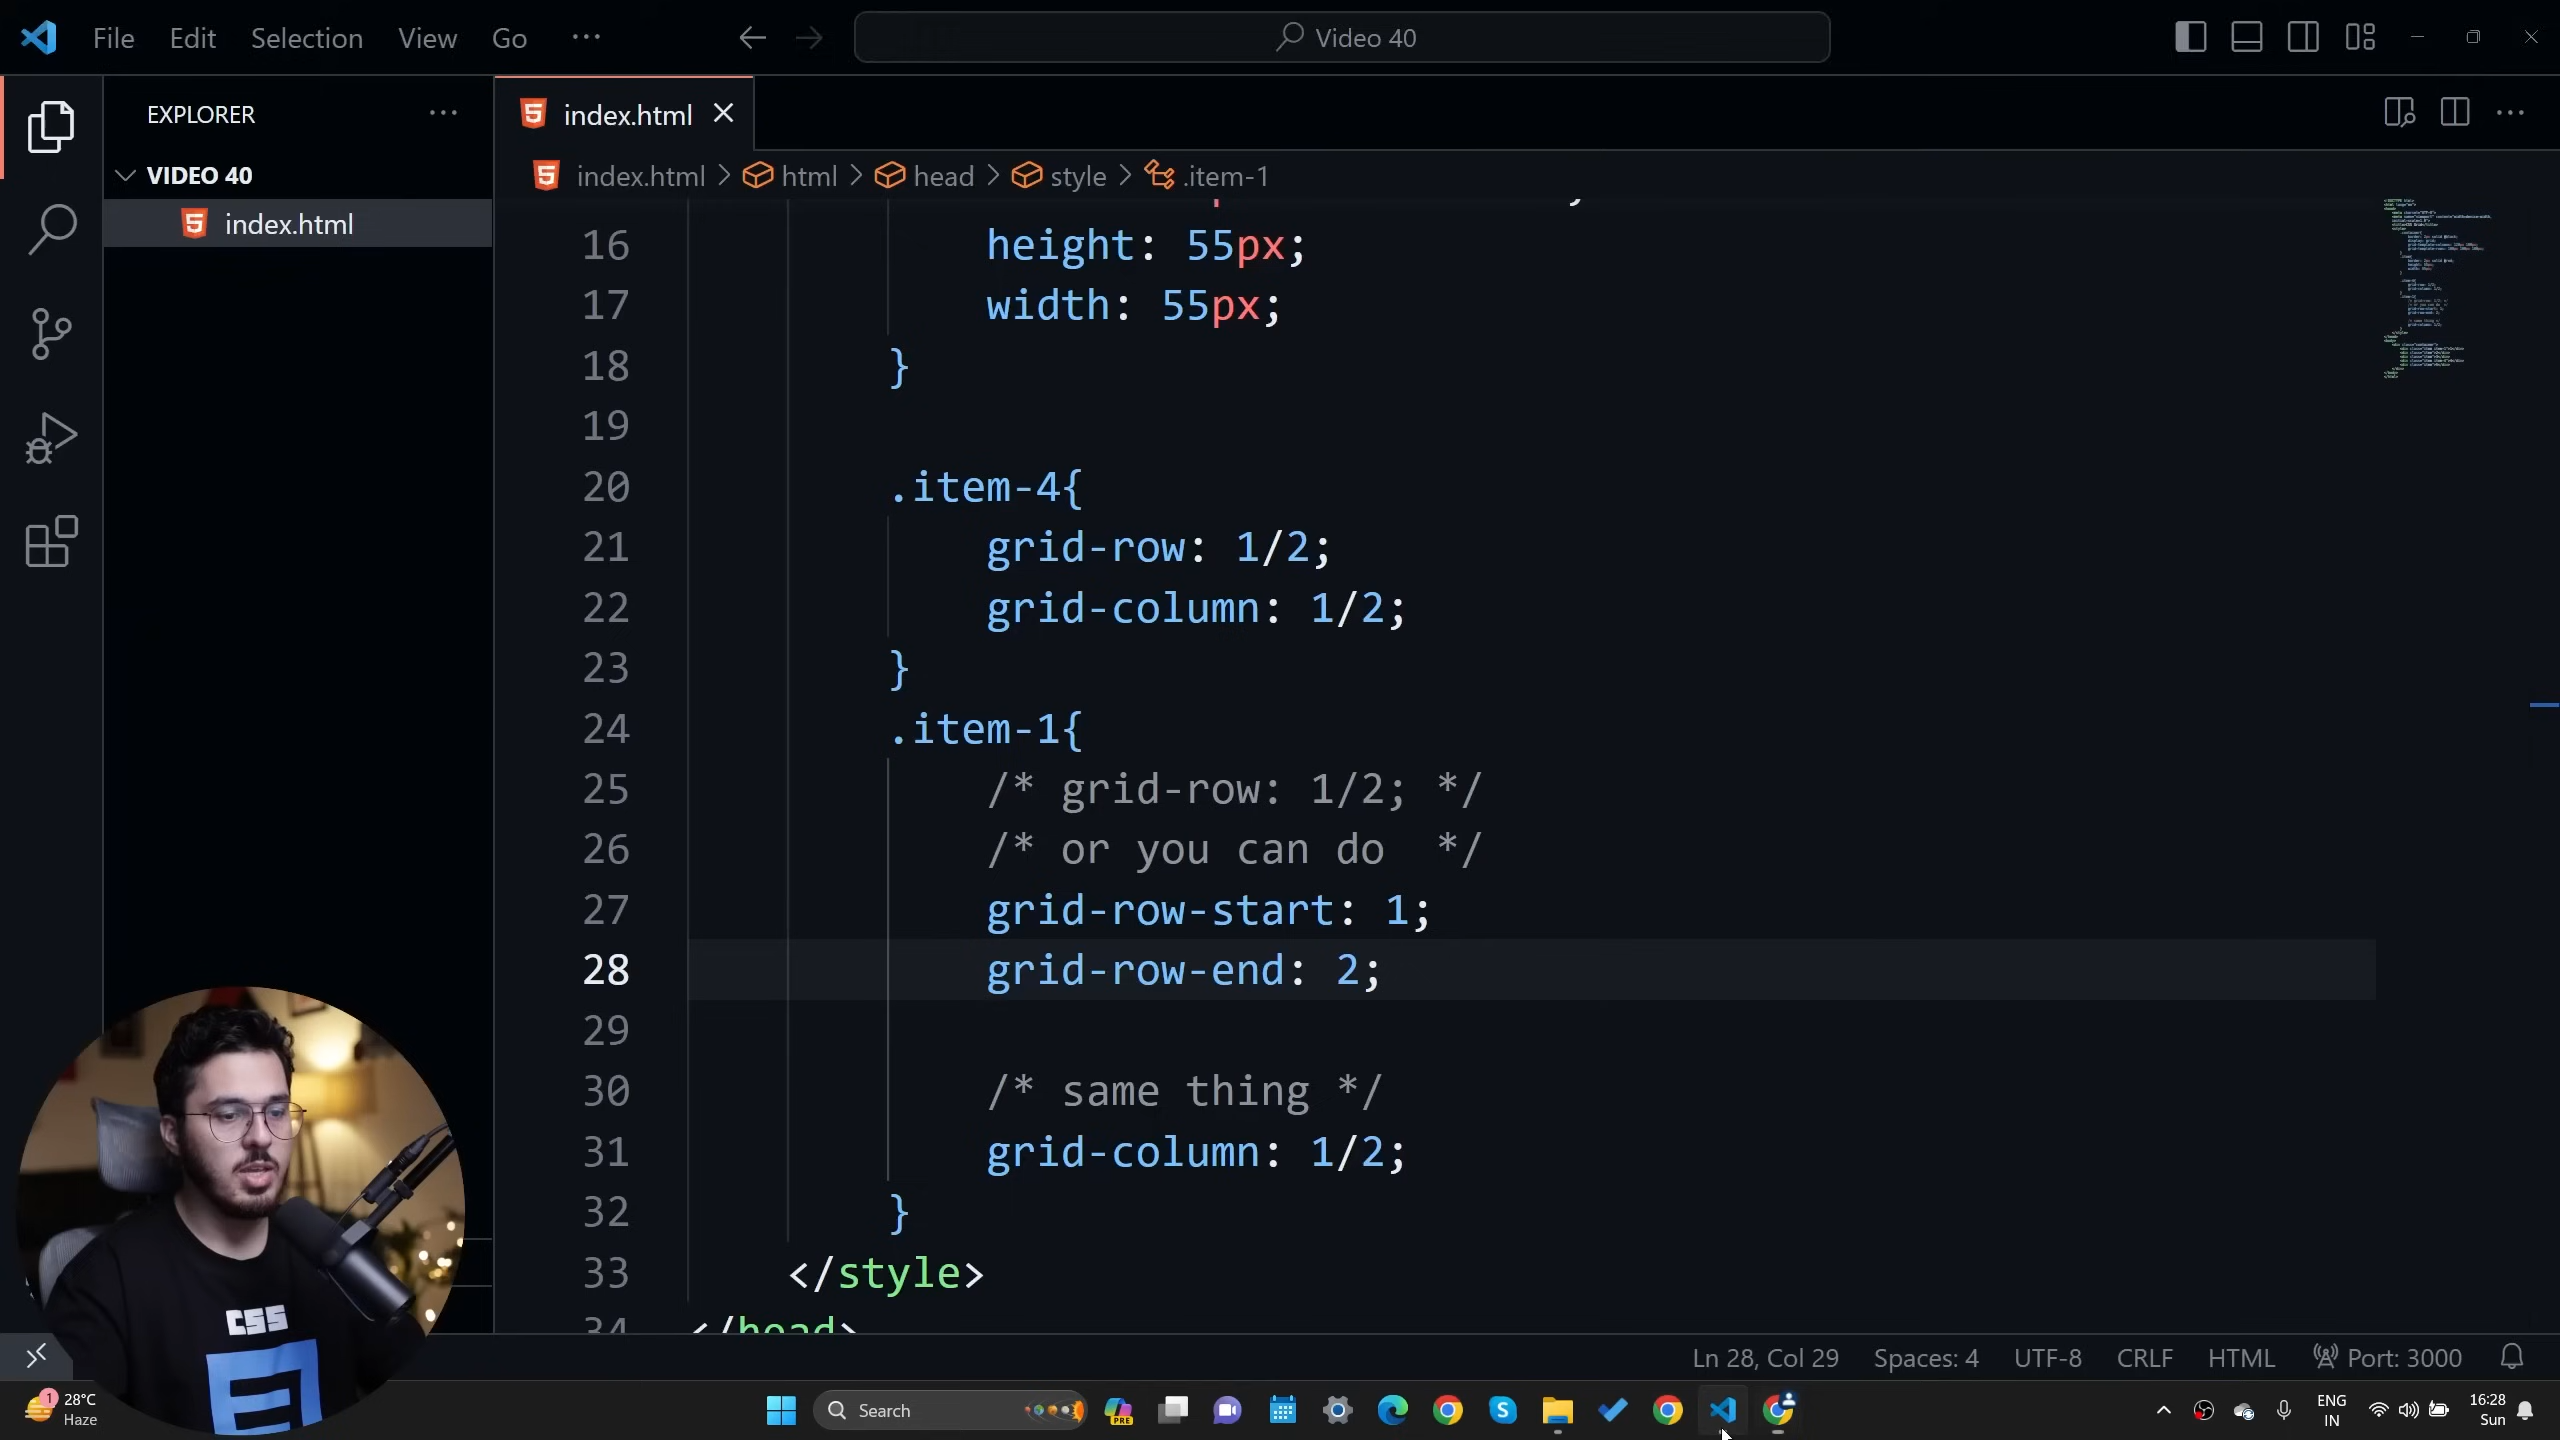 File Edit Selection View Go ···
Video 40
EXPLORER ···
index.html
VIDEO 40
index.html
index.html > html > head > style > .item-1
16 height: 55px;
17 width: 55px;
18 }
19
20 .item-4{
21 grid-row: 1/2;
22 grid-column: 1/2;
23 }
24 .item-1{
25 /* grid-row: 1/2; */
26 /* or you can do */
27 grid-row-start: 1;
28 grid-row-end: 2;
29
30 /* same thing */
31 grid-column: 1/2;
32 }
33 </style>
34 </head>
CSS
Ln 28, Col 29 Spaces: 4 UTF-8 CRLF HTML Port: 3000
1
28°C
Haze
Search
PRE
ENG
IN
16:28
Sun